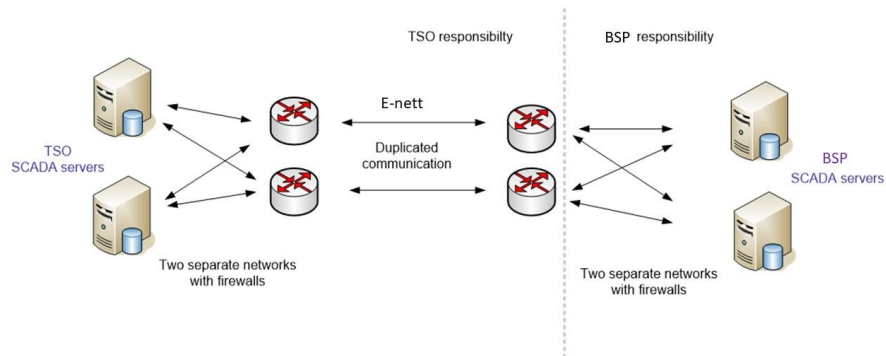 TSO responsibilty
BSP responsibility
E-nett
Duplicated
communication
TSO
SCADA servers
BSP
SCADA servers
Two separate networks
with firewalls
Two separate networks
with firewalls